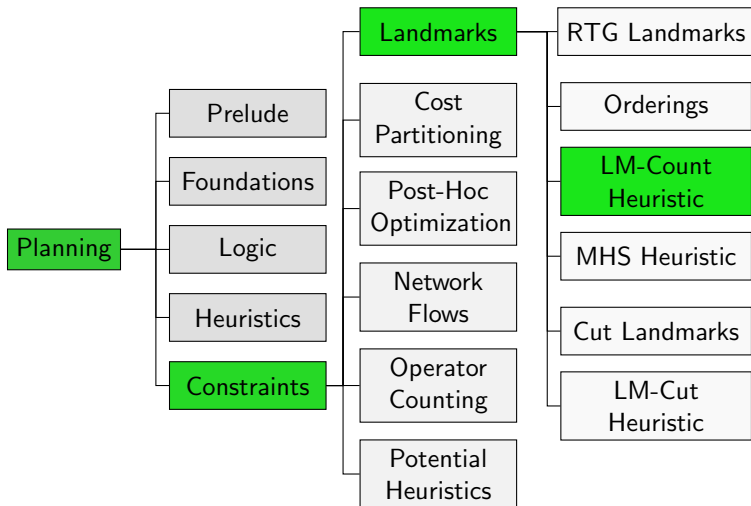 Planning
Prelude
Foundations
Logic
Heuristics
Constraints
Landmarks
Cost
Partitioning
Post-Hoc
Optimization
Network
Flows
Operator
Counting
Potential
Heuristics
RTG Landmarks
Orderings
LM-Count
Heuristic
MHS Heuristic
Cut Landmarks
LM-Cut
Heuristic